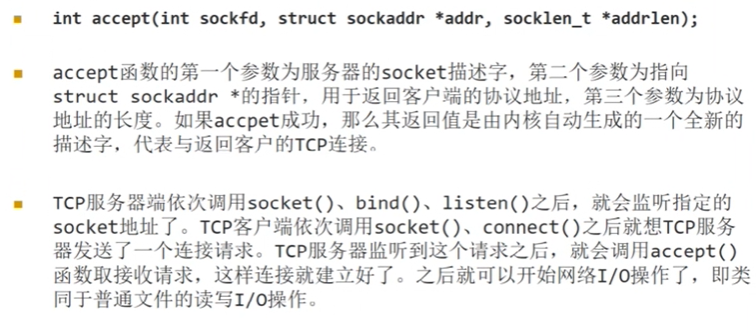 int accept(int sockfd, struct sockaddr *addr, socklen_t *addrlen);
accept函数的第一个参数为服务器的socket描述字，第二个参数为指向
struct sockaddr *的指针，用于返回客户端的协议地址，第三个参数为协议
地址的长度。如果accpet成功，那么其返回值是由内核自动生成的一个全新的
描述字，代表与返回客户的TCP连接。
TCP服务器端依次调用socket()、bind()、listen()之后，就会监听指定的
socket地址了。TCP客户端依次调用socket()、connect()之后就想TCP服务
器发送了一个连接请求。TCP服务器监听到这个请求之后，就会调用accept()
函数取接收请求，这样连接就建立好了。之后就可以开始网络I/O操作了，即类
同于普通文件的读写I/O操作。